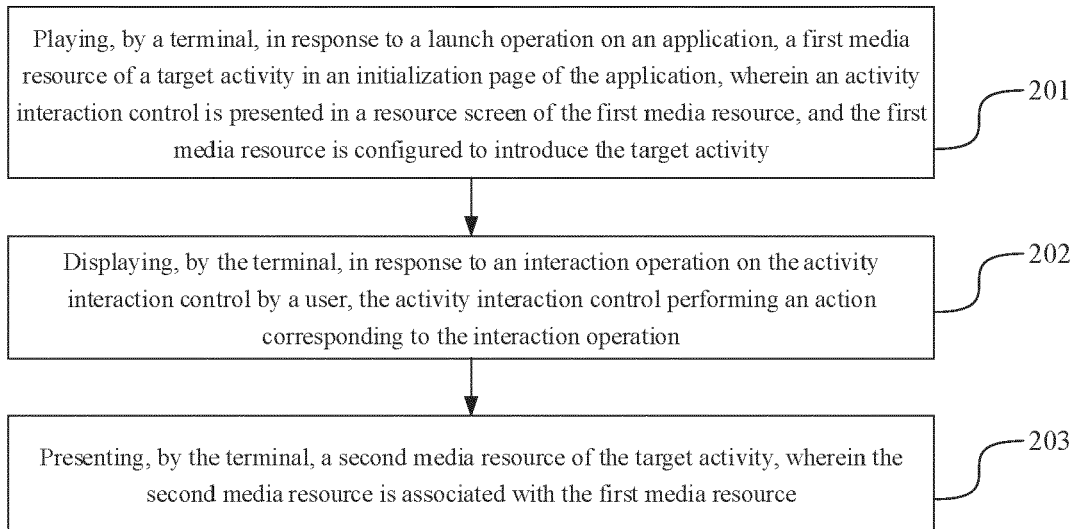 Playing, by a terminal, in response to a launch operation on an application, a first media
resource of a target activity in an initialization page of the application, wherein an activity
interaction control is presented in a resource screen of the first media resource, and the first
media resource is configured to introduce the target activity
201
Displaying, by the terminal, in response to an interaction operation on the activity
interaction control by a user, the activity interaction control performing an action
corresponding to the interaction operation
202
Presenting, by the terminal, a second media resource of the target activity, wherein the
second media resource is associated with the first media resource
203